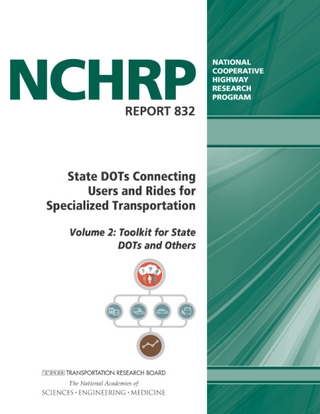 NCHRP
REPORT 832
NATIONAL
COOPERATIVE
HIGHWAY
RESEARCH
PROGRAM
State DOTs Connecting
Users and Rides for
Specialized Transportation
Volume 2: Toolkit for State
DOTs and Others
TRB TRANSPORTATION RESEARCH BOARD
The National Academies of
SCIENCES • ENGINEERING • MEDICINE